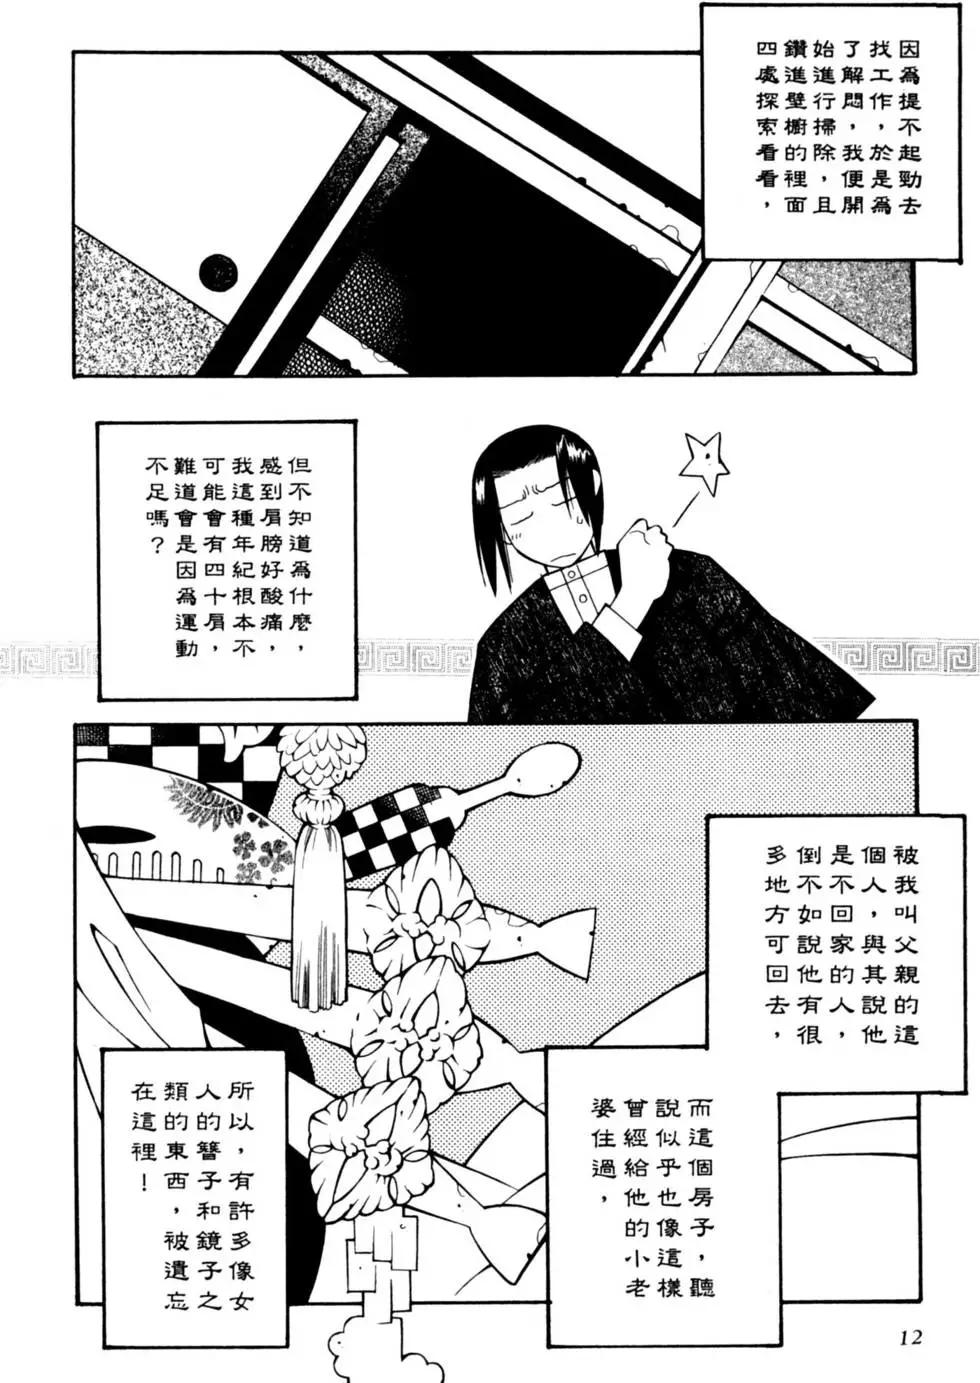 因為提不起勁去
找工作，於是為
了解悶，我便開
始進行掃除，且
鑽進壁櫥的裡面
四處探索看看，
但不知道為什麼，
感到肩膀好酸痛，
我這種年紀根本不
可能會有四十肩，
難道會是因為運動
不足嗎？
被我叫父親的這
個人，與其說他
是不回家的人，
倒不如說他有很
多地方可回去，
而這個房子，聽
說似乎也像這樣
曾經給他的小老
婆住過，
所以，有許多像女
人的簪子和鏡子之
類的東西，被遺忘
在這裡！
12